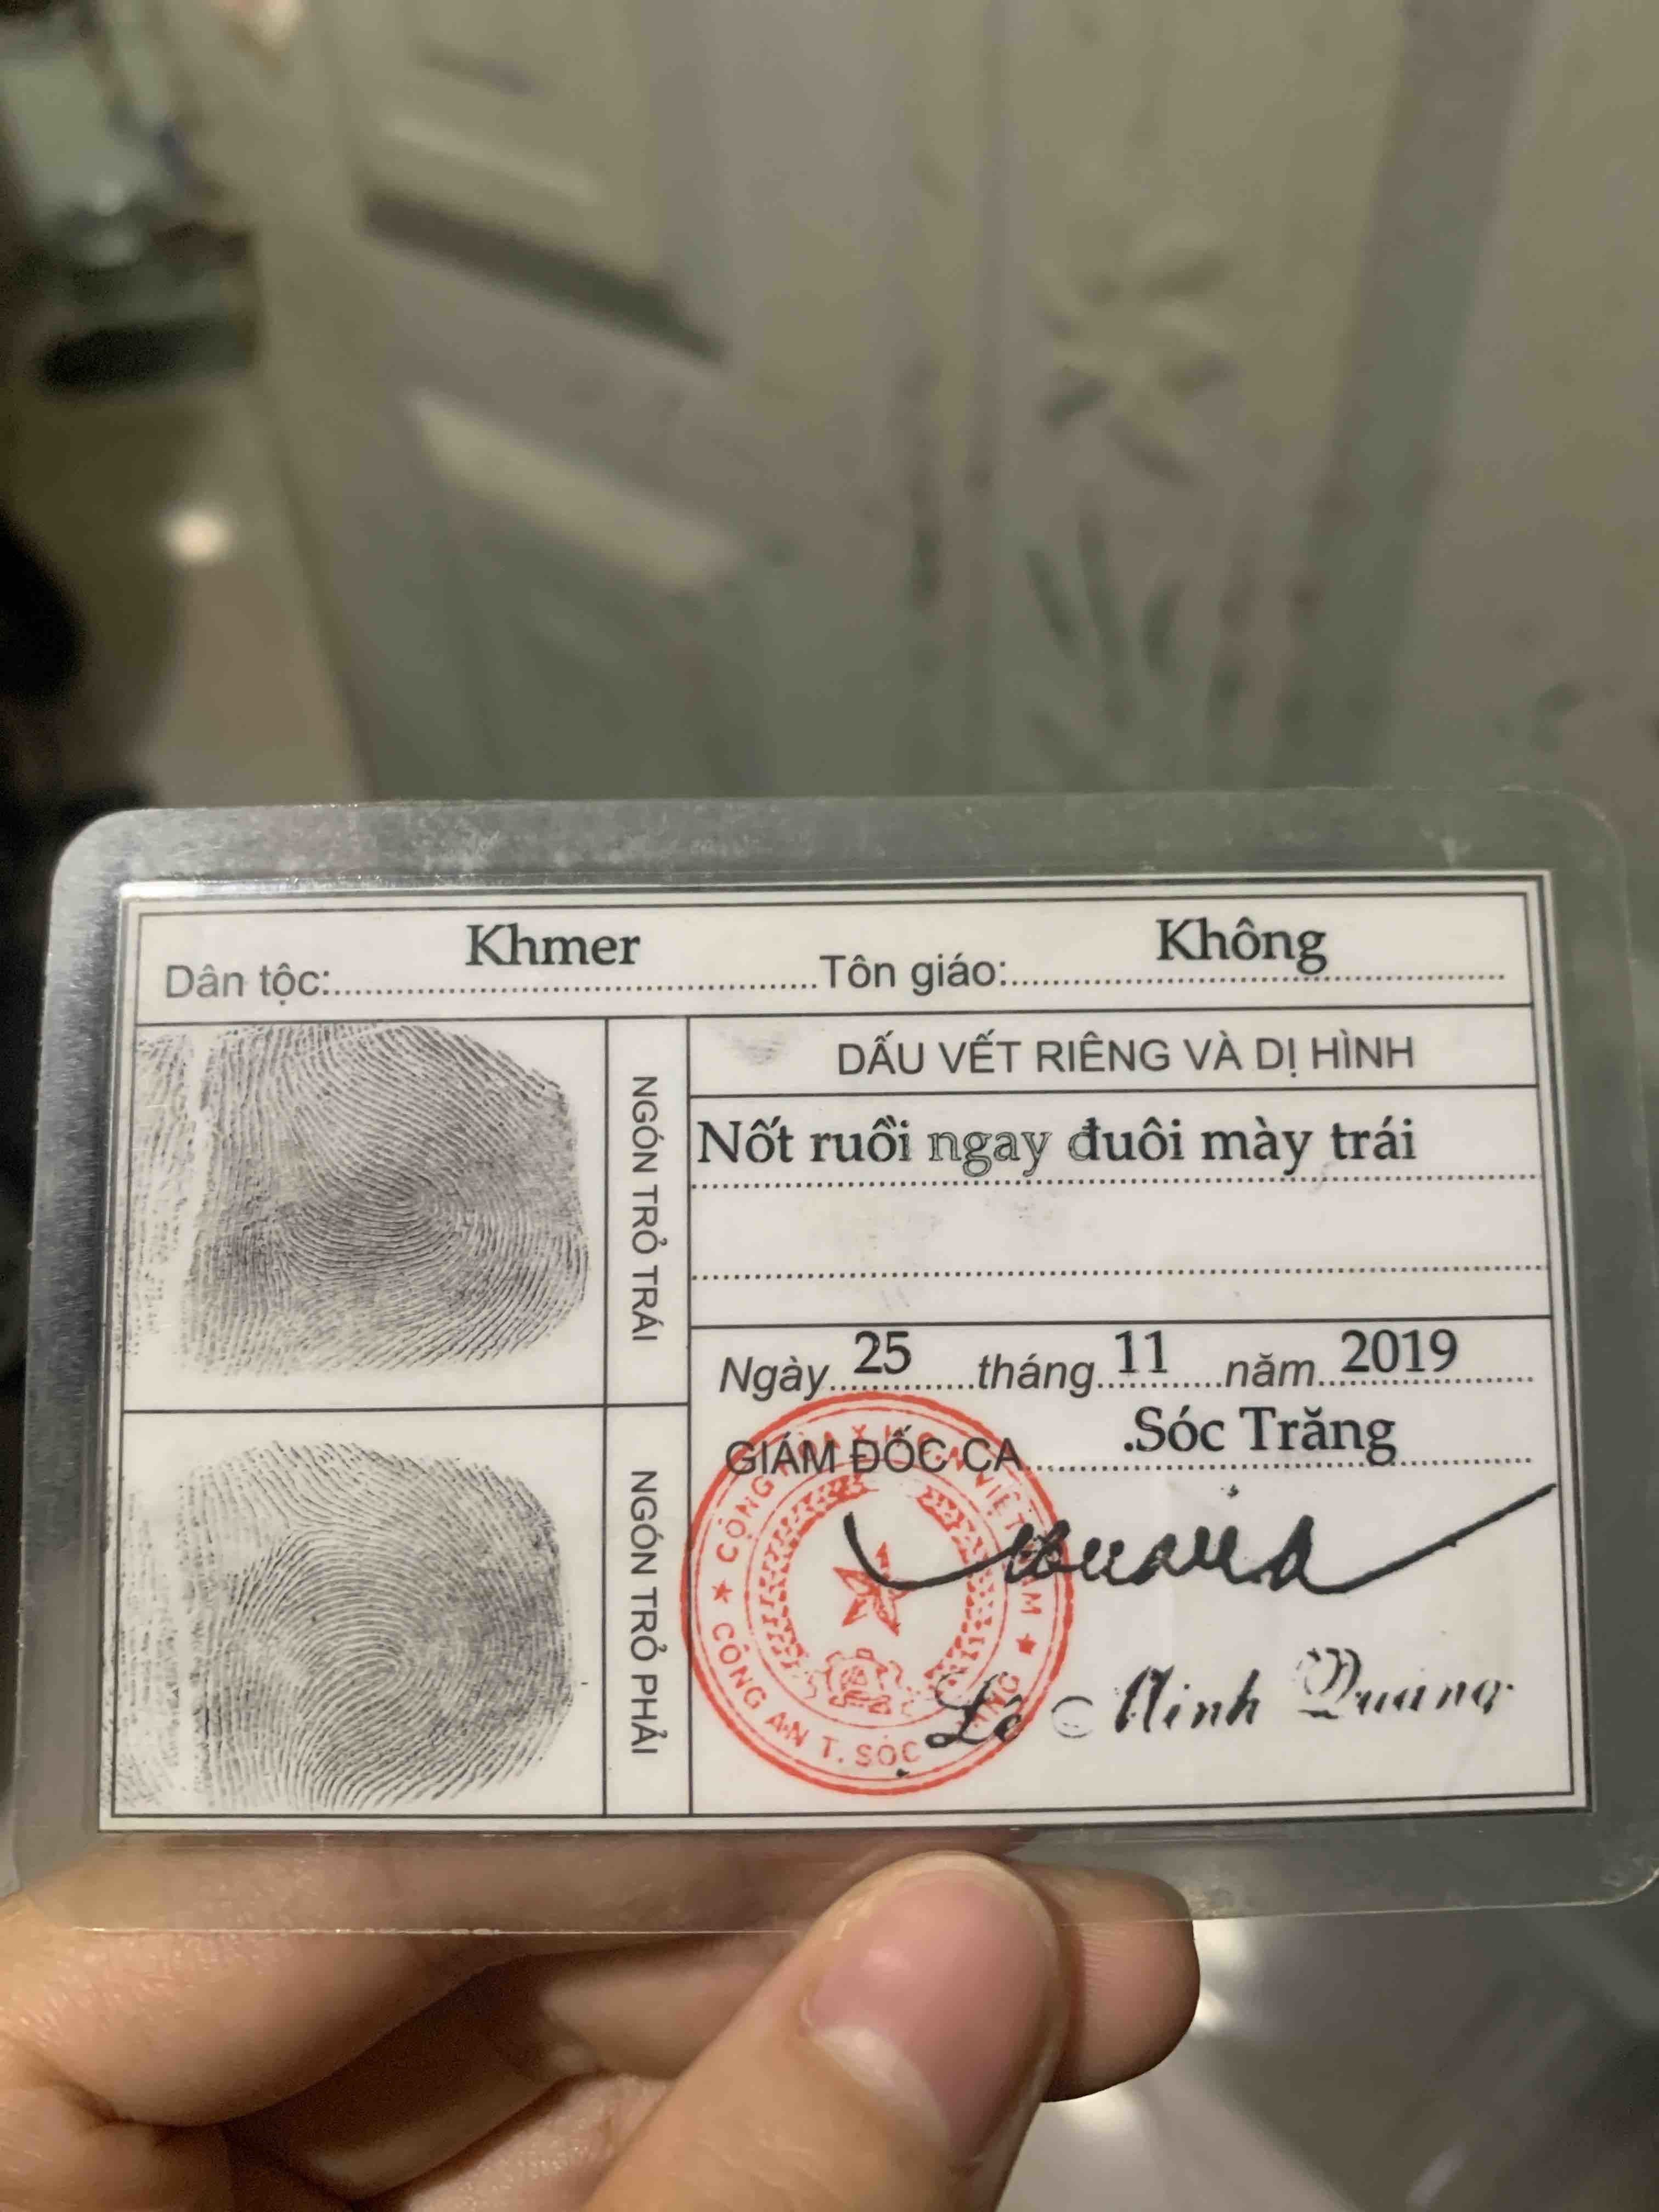 Dân tộc: Khmer Tôn giáo: Không
NGÓN TRỎ TRÁI
DẤU VẾT RIÊNG VÀ DỊ HÌNH
Nốt ruồi ngay đuôi mày trái
Ngày 25 tháng 11 năm 2019
GIÁM ĐỐC CA .Sóc Trăng
NGÓN TRỎ PHẢI
CÔNG AN T. SÓC
Lê Minh Quang